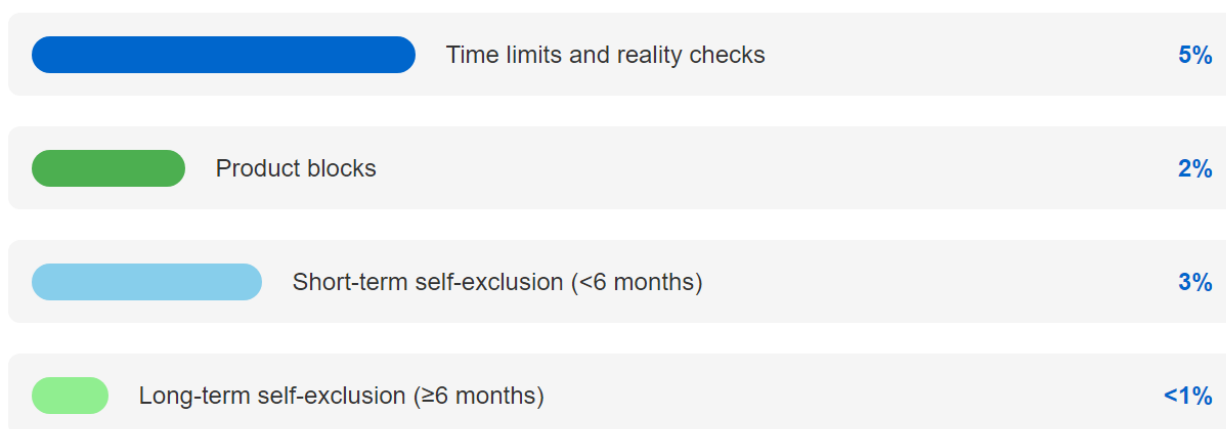 Time limits and reality checks 5%
Product blocks 2%
Short-term self-exclusion (<6 months) 3%
Long-term self-exclusion (≥6 months) <1%